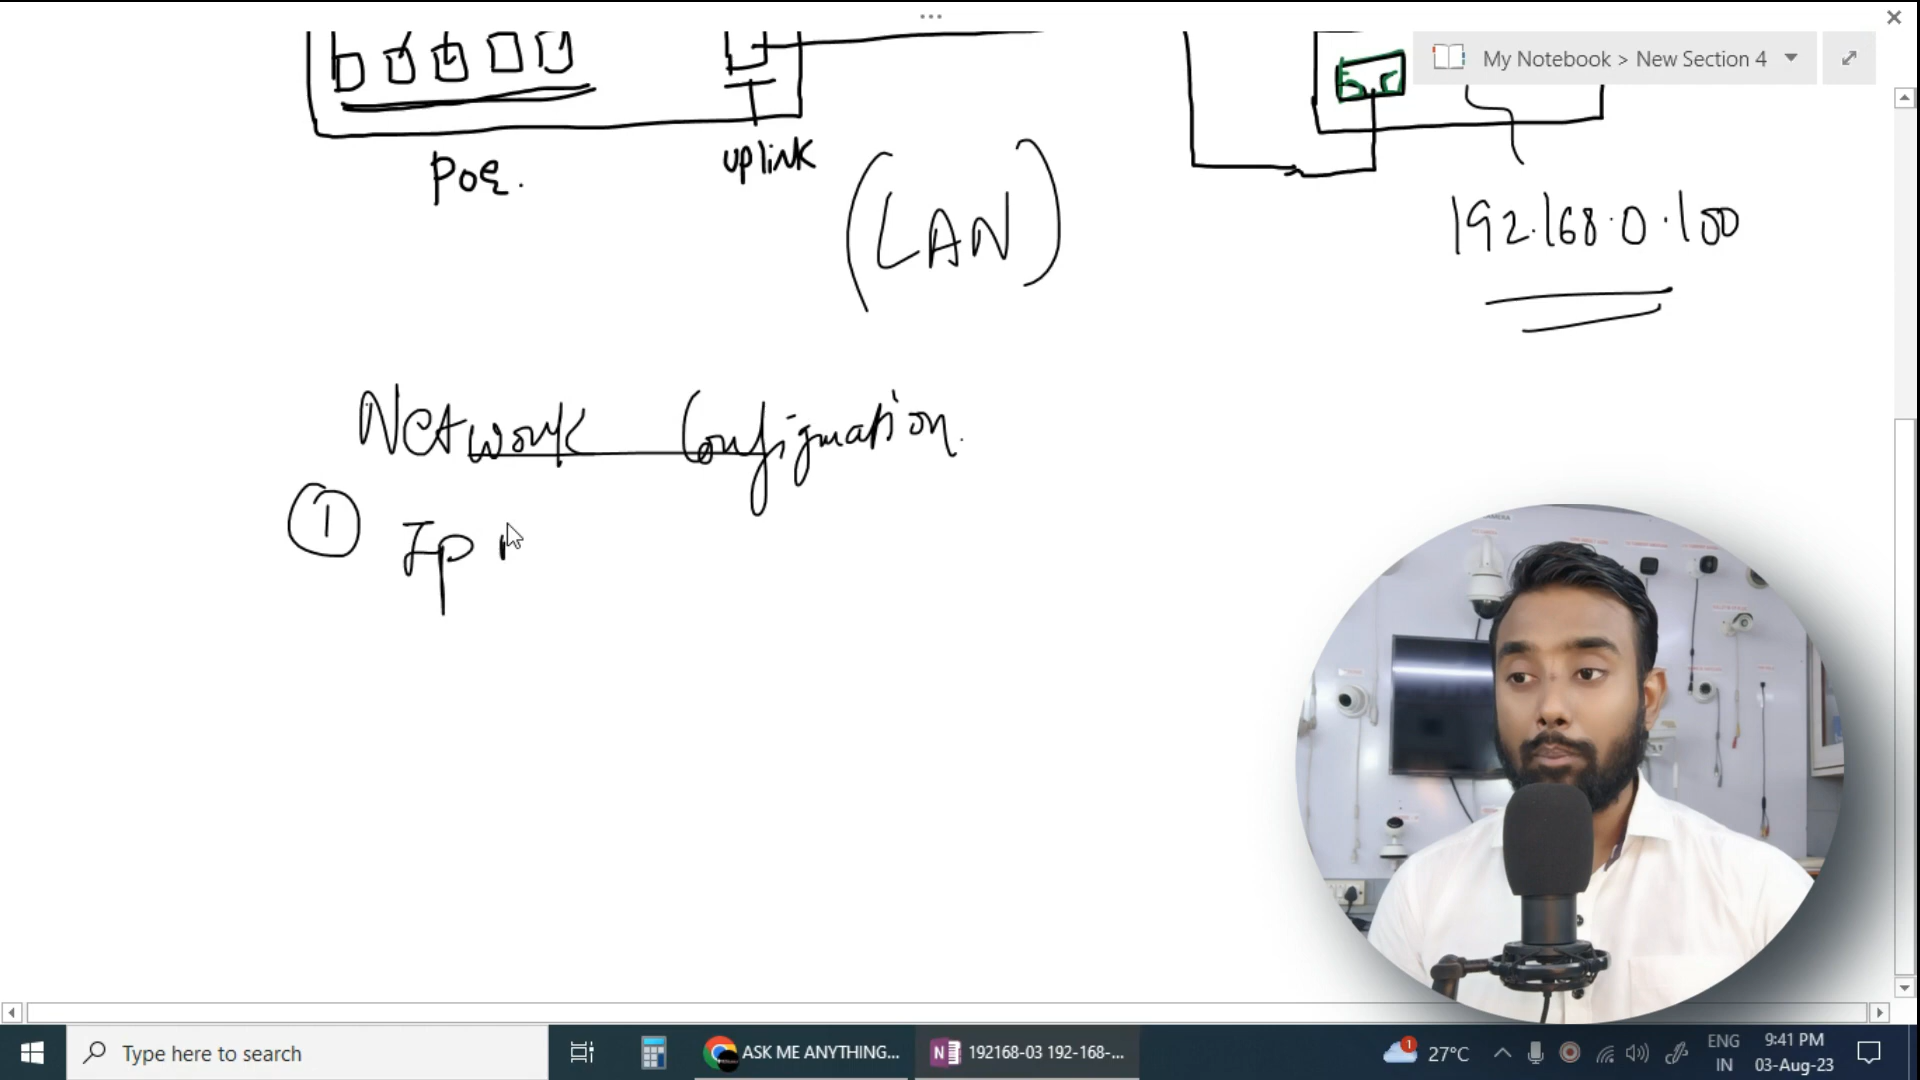 ...
My Notebook > New Section 4
PoE.
uplink
(LAN)
192.168.0.100
Network Configuration.
1 Ip
Type here to search
ASK ME ANYTHING...
192168-03 192-168-...
1
27°C
ENG
IN
9:41 PM
03-Aug-23